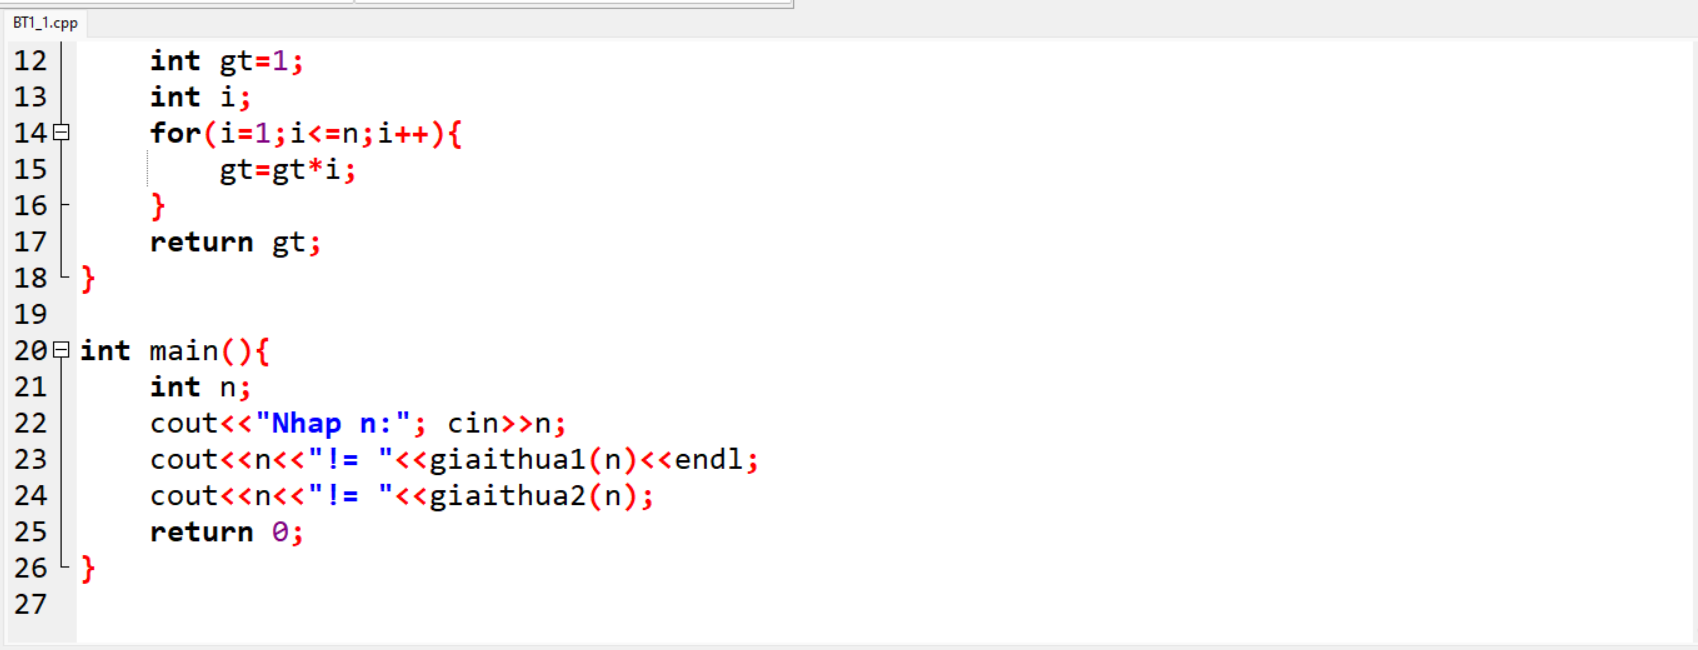 BT1_1.cpp
12 int gt=1;
13 int i;
14 for(i=1;i<=n;i++){
15 gt=gt*i;
16 }
17 return gt;
18 }
19
20 int main(){
21 int n;
22 cout<<"Nhap n:"; cin>>n;
23 cout<<n<<"!= "<<giaithua1(n)<<endl;
24 cout<<n<<"!= "<<giaithua2(n);
25 return 0;
26 }
27